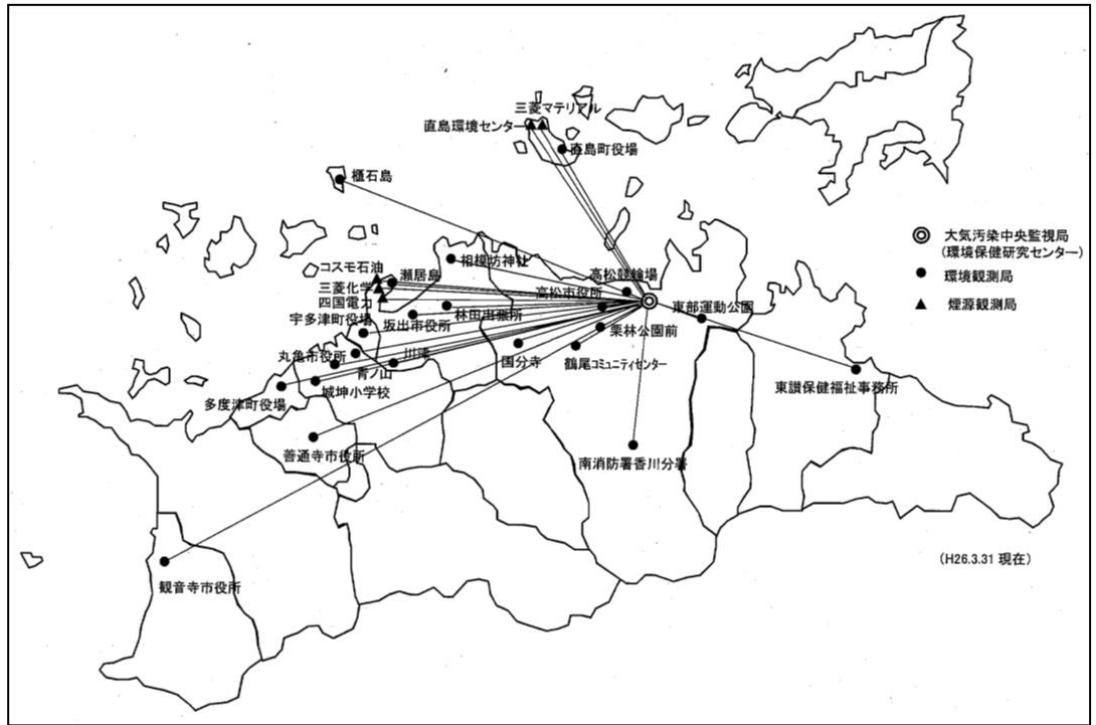 三菱マテリアル
直島環境センター
直島町役場
櫃石島
大気汚染中央監視局
(環境保健研究センター)
環境観測局
煙源観測局
相模坊神社
コスモ石油
瀬居島
三菱化学
四国電力
高松競輪場
高松市役所
東部運動公園
宇多津町役場
坂出市役所
林田出張所
栗林公園前
丸亀市役所
川津
青ノ山
国分寺
鶴尾コミュニティセンター
城坤小学校
多度津町役場
東讃保健福祉事務所
善通寺市役所
南消防署香川分署
観音寺市役所
(H26.3.31 現在)